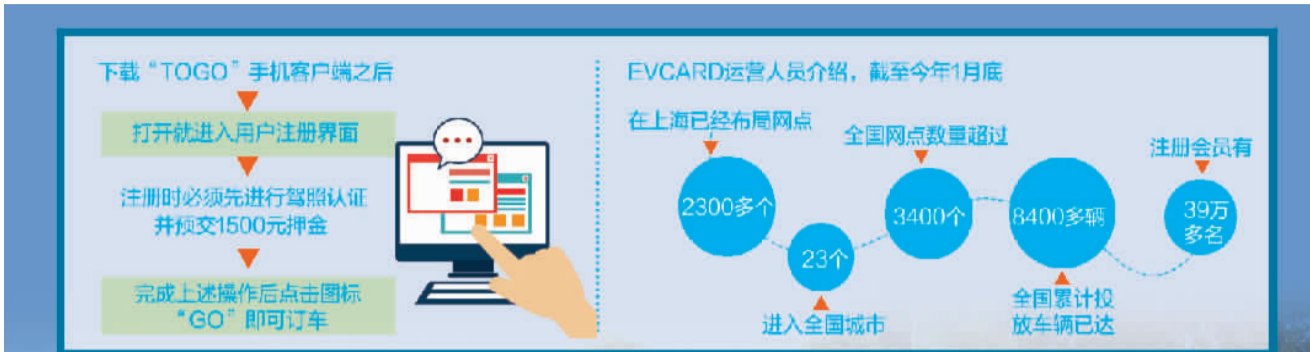 下载“TOGO”手机客户端之后
打开就进入用户注册界面
注册时必须先进行驾照认证
并预交1500元押金
完成上述操作后点击图标
“GO”即可订车
EVCARD运营人员介绍，截至今年1月底
在上海已经布局网点
2300多个
23个
进入全国城市
全国网点数量超过
3400个
8400多辆
全国累计投
放车辆已达
注册会员有
39万
多名